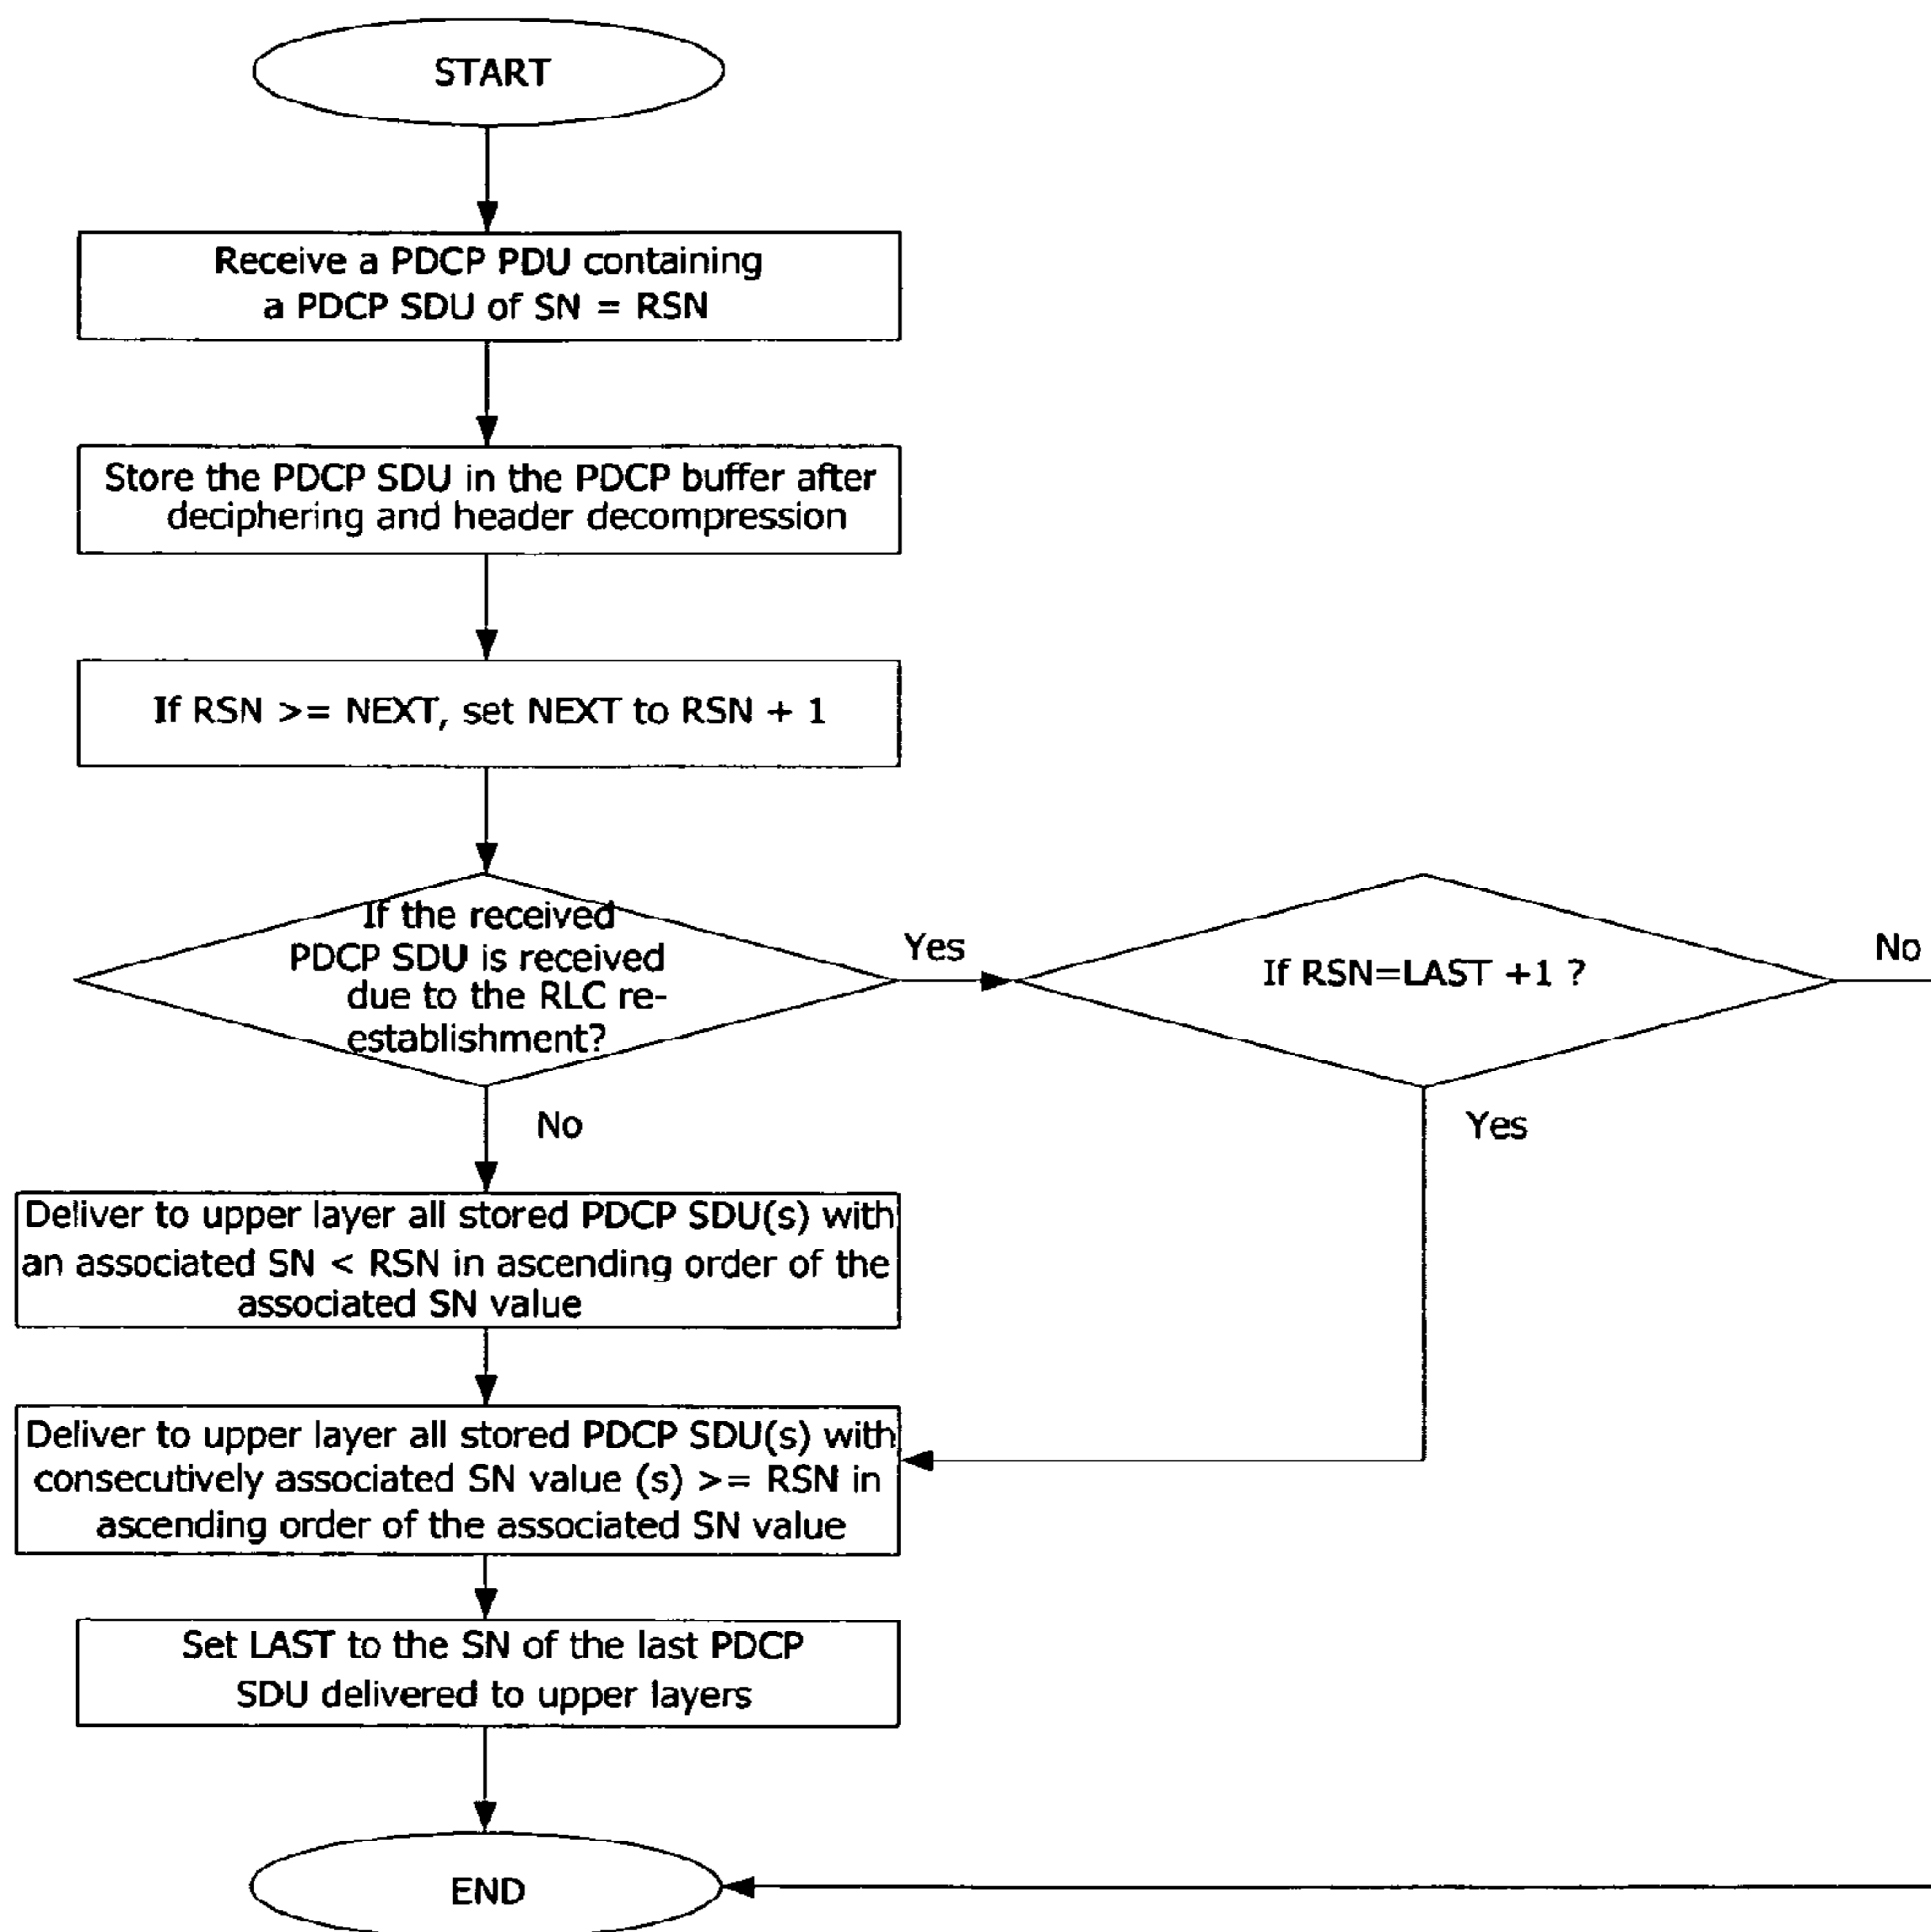 START
Receive a PDCP PDU containing
a PDCP SDU of SN = RSN
Store the PDCP SDU in the PDCP buffer after
deciphering and header decompression
If RSN >= NEXT, set NEXT to RSN + 1
If the received
PDCP SDU is received
due to the RLC re-
establishment?
Yes
If RSN=LAST +1 ?
No
No
Yes
Deliver to upper layer all stored PDCP SDU(s) with
an associated SN < RSN in ascending order of the
associated SN value
Deliver to upper layer all stored PDCP SDU(s) with
consecutively associated SN value (s) >= RSN in
ascending order of the associated SN value
Set LAST to the SN of the last PDCP
SDU delivered to upper layers
END